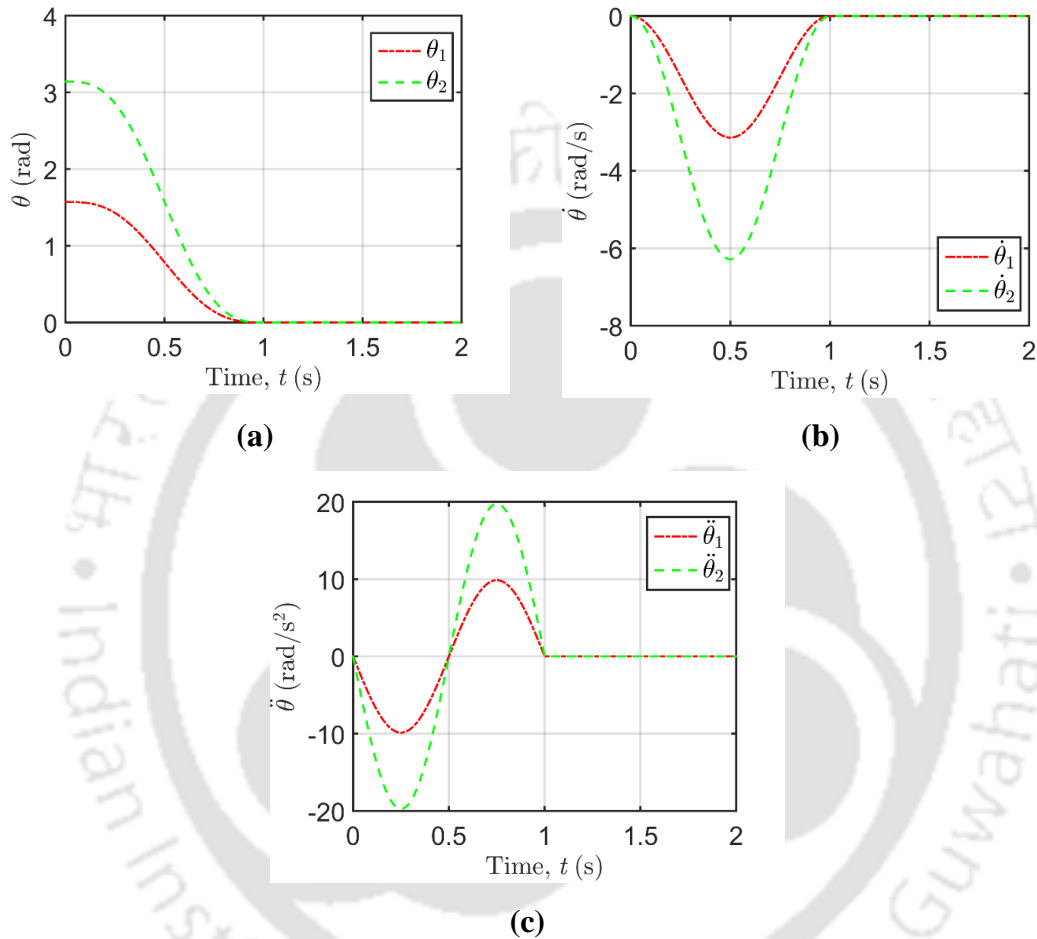 4
3
2
1
0
θ (rad)
θ₁
θ₂
0 0.5 1 1.5 2
Time, t (s)
(a)
0
-2
-4
-6
-8
θ̇ (rad/s)
θ̇₁
θ̇₂
0 0.5 1 1.5 2
Time, t (s)
(b)
20
10
0
-10
-20
θ̈ (rad/s²)
θ̈₁
θ̈₂
0 0.5 1 1.5 2
Time, t (s)
(c)
Indian Inst
Guwahati